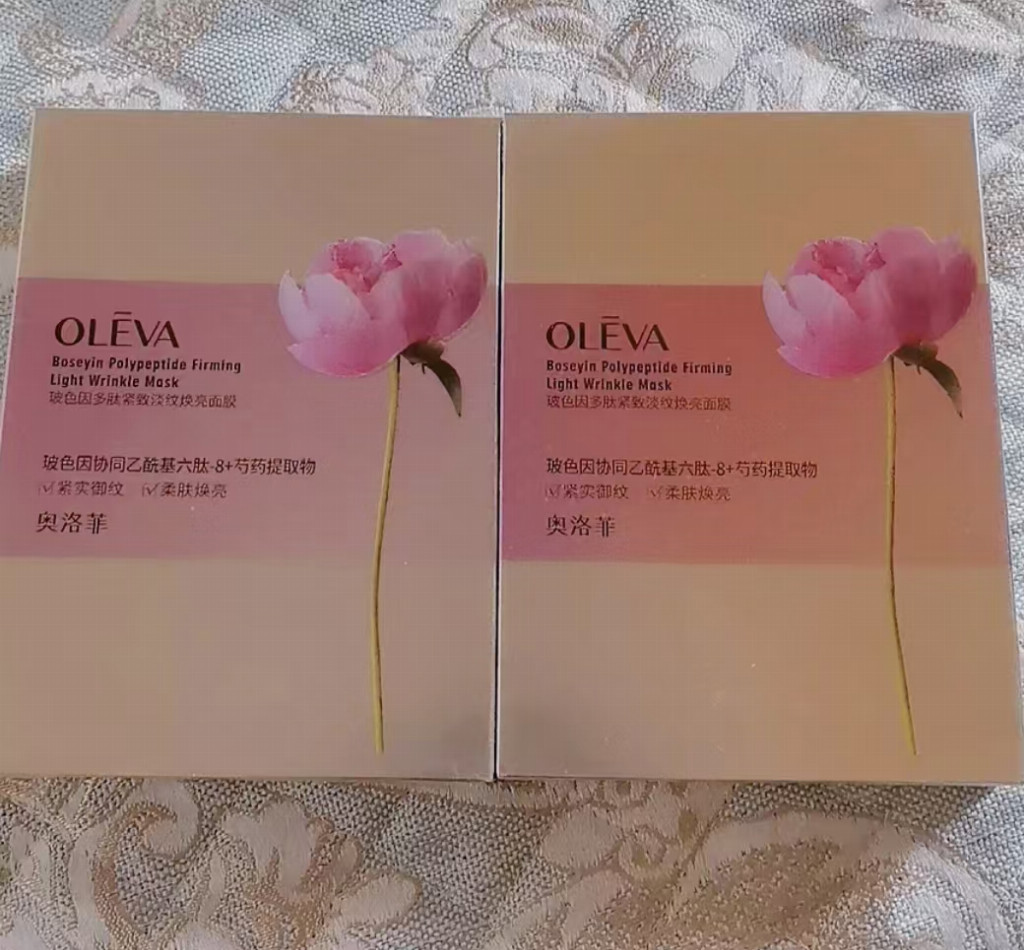 OLĒVA
Boseyin Polypeptide Firming
Light Wrinkle Mask
玻色因多肽紧致淡纹焕亮面膜
玻色因协同乙酰基六肽-8+芍药提取物
紧实御纹 柔肤焕亮
奥洛菲
OLĒVA
Boseyin Polypeptide Firming
Light Wrinkle Mask
玻色因多肽紧致淡纹焕亮面膜
玻色因协同乙酰基六肽-8+芍药提取物
紧实御纹 柔肤焕亮
奥洛菲